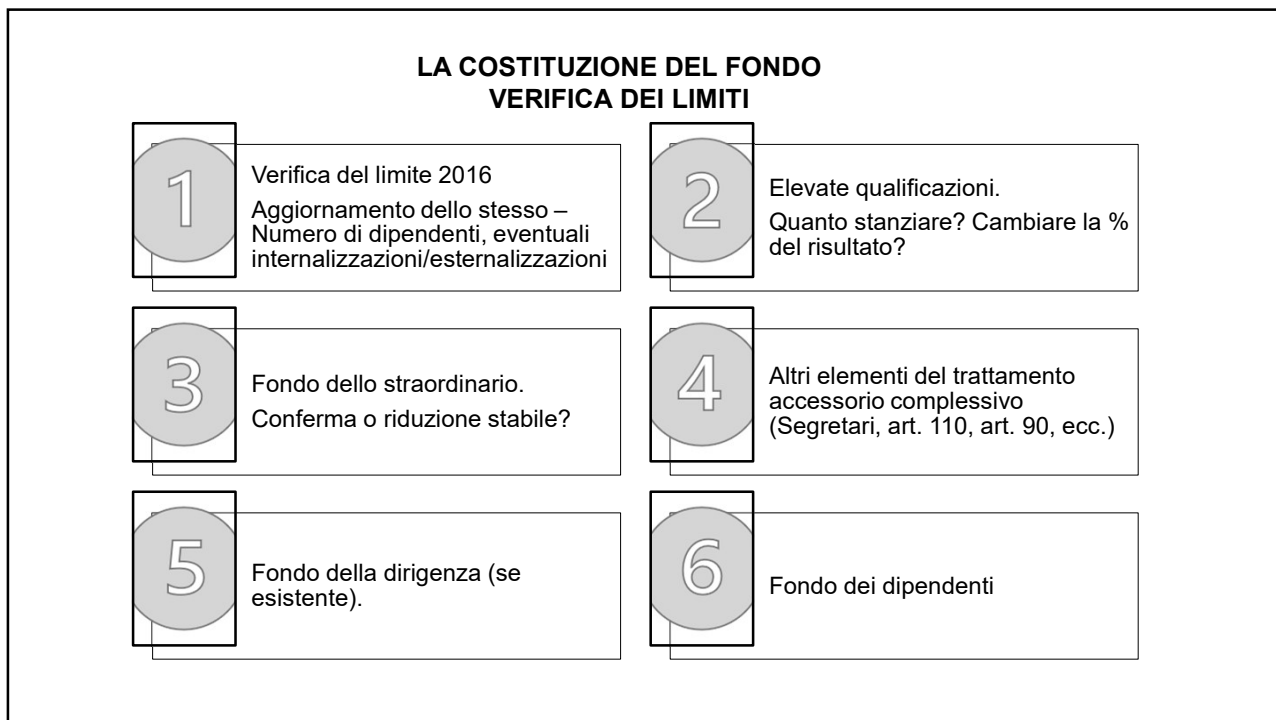 LA COSTITUZIONE DEL FONDO
VERIFICA DEI LIMITI
1
Verifica del limite 2016
Aggiornamento dello stesso –
Numero di dipendenti, eventuali
internalizzazioni/esternalizzazioni
2
Elevate qualificazioni.
Quanto stanziare? Cambiare la %
del risultato?
3
Fondo dello straordinario.
Conferma o riduzione stabile?
4
Altri elementi del trattamento
accessorio complessivo
(Segretari, art. 110, art. 90, ecc.)
5
Fondo della dirigenza (se
esistente).
6
Fondo dei dipendenti